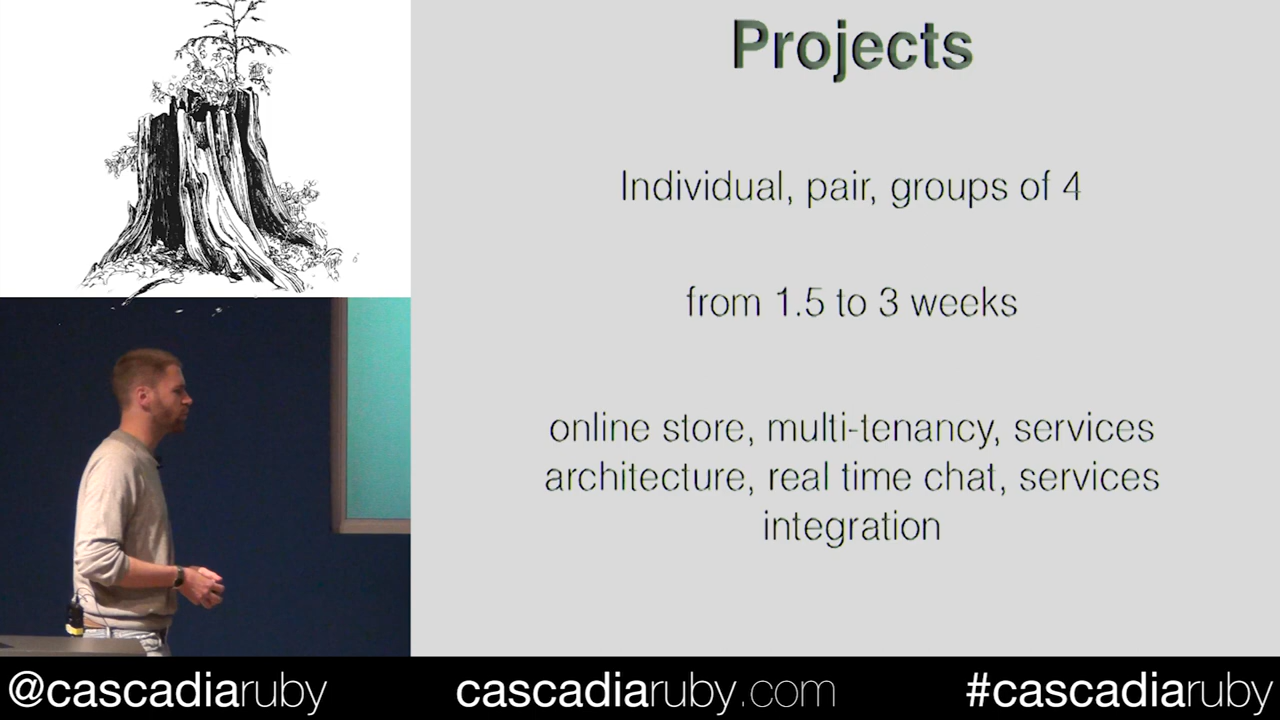 Projects
Individual, pair, groups of 4
from 1.5 to 3 weeks
online store, multi-tenancy, services
architecture, real time chat, services
integration
@cascadiaruby
cascadiaruby.com
#cascadiaruby